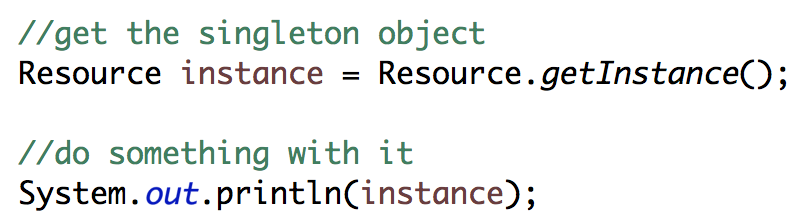 //get the singleton object
Resource instance = Resource.getInstance();
//do something with it
System.out.println(instance);